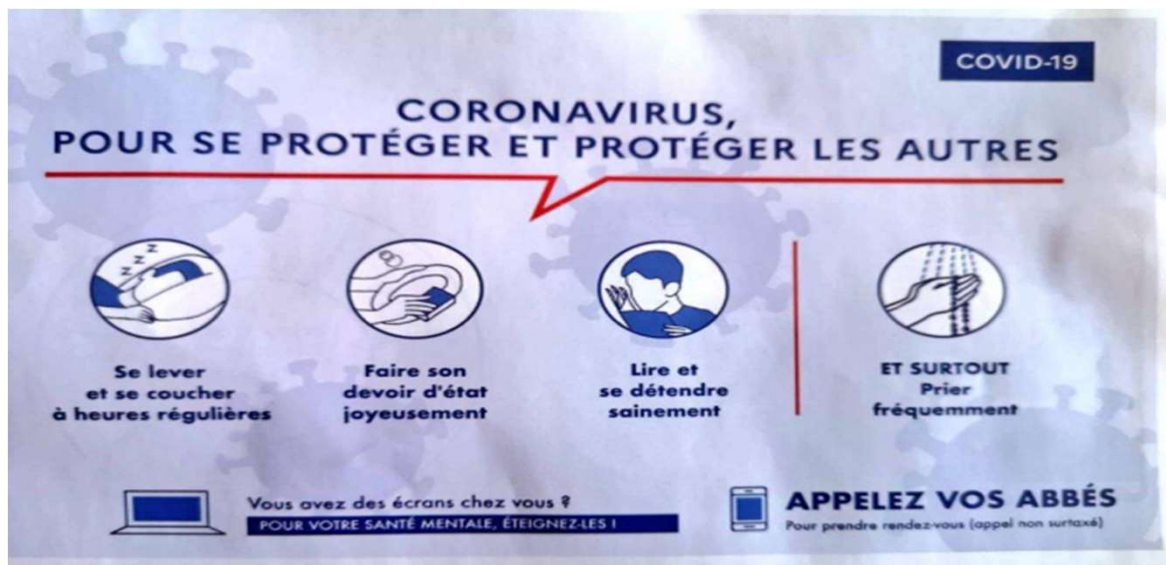 COVID-19
CORONAVIRUS,
POUR SE PROTÉGER ET PROTÉGER LES AUTRES
z z z z
Se lever
et se coucher
à heures régulières
Faire son
devoir d'état
joyeusement
Lire et
se détendre
sainement
ET SURTOUT
Prier
fréquemment
Vous avez des écrans chez vous ?
POUR VOTRE SANTÉ MENTALE, ÉTEIGNEZ-LES !
APPELEZ VOS ABBÉS
Pour prendre rendez-vous (appel non surtaxé)